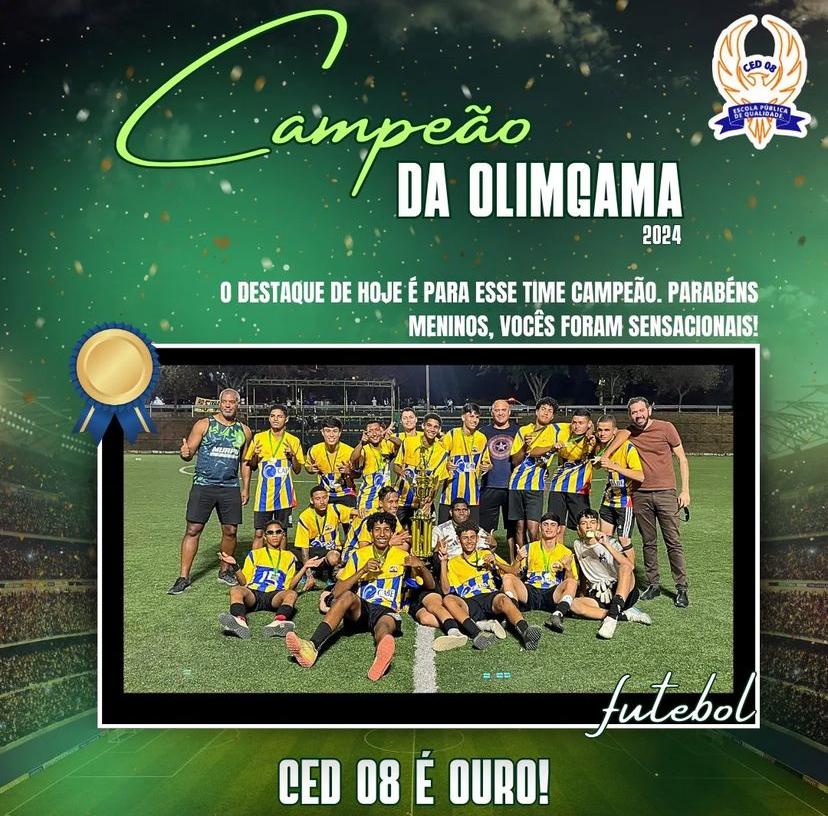 Campeão
DA OLIMGAMA
2024
CED 08
ESCOLA PÚBLICA
DE QUALIDADE
O DESTAQUE DE HOJE É PARA ESSE TIME CAMPEÃO. PARABÉNS
MENINOS, VOCÊS FORAM SENSACIONAIS!
futebol
CED 08 É OURO!